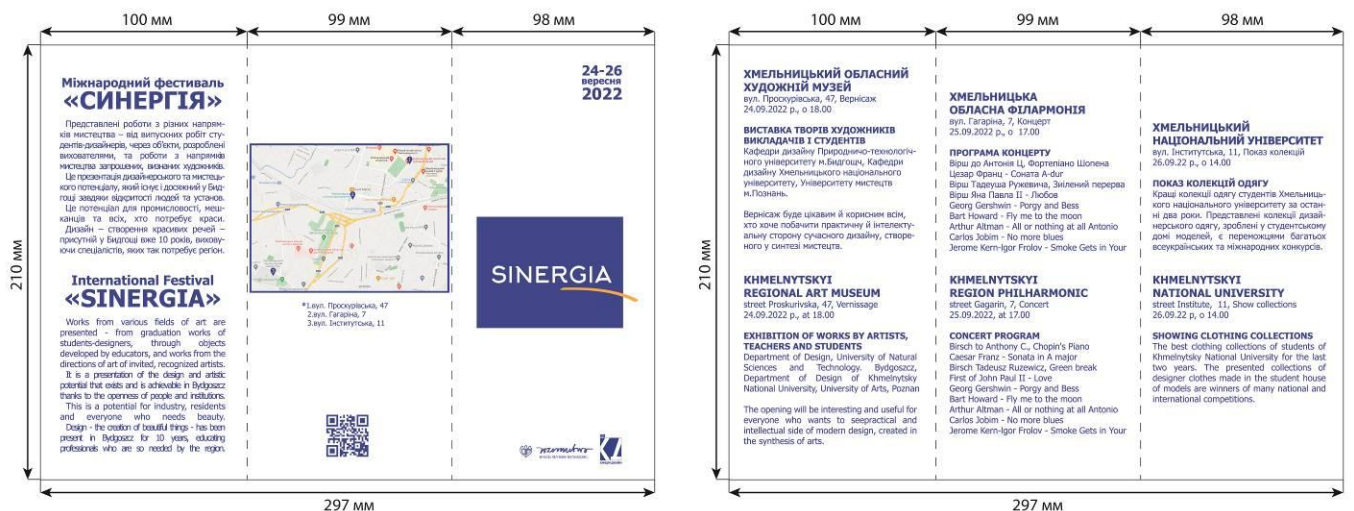 100 мм
99 мм
98 мм
210 мм
Міжнародний фестиваль
«СИНЕРГІЯ»
Представлені роботи з різних напрям-
ків мистецтва – від випускних робіт сту-
дентів-дизайнерів, через об'єкти, розроблені
вихователями, та роботи з напрямків
мистецтва запрошених, визнаних художників.
Це презентація дизайнерського та мистець-
кого потенціалу, який існує і досяжний у Бид-
гощі завдяки відкритості людей та установ.
Це потенціал для промисловості, меш-
канців та всіх, хто потребує краси.
Дизайн – створення красивих речей –
присутній у Бидгощі вже 10 років, вихову-
ючи спеціалістів, яких так потребує регіон.
International Festival
«SINERGIA»
Works from various fields of art are
presented - from graduation works of
students-designers, through objects
developed by educators, and works from the
directions of art of invited, recognized artists.
It is a presentation of the design and artistic
potential that exists and is achievable in Bydgoszcz
thanks to the openness of people and institutions.
This is a potential for industry, residents
and everyone who needs beauty.
Design - the creation of beautiful things - has been
present in Bydgoszcz for 10 years, educating
professionals who are so needed by the region.
*1.вул. Проскурівська, 47
2.вул. Гагаріна, 7
3.вул. Інститутська, 11
24-26
вересня
2022
SINERGIA
297 мм
100 мм
99 мм
98 мм
210 мм
ХМЕЛЬНИЦЬКИЙ ОБЛАСНИЙ
ХУДОЖНІЙ МУЗЕЙ
вул. Проскурівська, 47, Вернісаж
24.09.2022 р., о 18.00
ВИСТАВКА ТВОРІВ ХУДОЖНИКІВ
ВИКЛАДАЧІВ І СТУДЕНТІВ
Кафедри дизайну Природничо-технологіч-
ного університету м.Бидгощч, Кафедри
дизайну Хмельницького національного
університету, Університету мистецтв
м.Познань.
Вернісаж буде цікавим й корисним всім,
хто хоче побачити практичну й інтелекту-
альну сторону сучасного дизайну, створе-
ного у синтезі мистецтв.
KHMELNYTSKYI
REGIONAL ART MUSEUM
street Proskurivska, 47, Vernissage
24.09.2022 p., at 18.00
EXHIBITION OF WORKS BY ARTISTS,
TEACHERS AND STUDENTS
Department of Design, University of Natural
Sciences and Technology. Bydgoszcz,
Department of Design of Khmelnytsky
National University, University of Arts, Poznan
The opening will be interesting and useful for
everyone who wants to seepractical and
intellectual side of modern design, created in
the synthesis of arts.
ХМЕЛЬНИЦЬКА
ОБЛАСНА ФІЛАРМОНІЯ
вул. Гагаріна, 7, Концерт
25.09.2022 р., о 17.00
ПРОГРАМА КОНЦЕРТУ
Вірш до Антонія Ц, Фортепіано Шопена
Цезар Франц - Соната A-dur
Вірш Тадеуша Ружевича, Зиілений перерва
Вірш Яна Павла II - Любов
Georg Gershwin - Porgy and Bess
Bart Howard - Fly me to the moon
Arthur Altman - All or nothing at all Antonio
Carlos Jobim - No more blues
Jerome Kern-Igor Frolov - Smoke Gets in Your
KHMELNYTSKYI
REGION PHILHARMONIC
street Gagarin, 7, Concert
25.09.2022, at 17.00
CONCERT PROGRAM
Birsch to Anthony C., Chopin's Piano
Caesar Franz - Sonata in A major
Birsch Tadeusz Ruzewicz, Green break
First of John Paul II - Love
Georg Gershwin - Porgy and Bess
Bart Howard - Fly me to the moon
Arthur Altman - All or nothing at all Antonio
Carlos Jobim - No more blues
Jerome Kern-Igor Frolov - Smoke Gets in Your
ХМЕЛЬНИЦЬКИЙ
НАЦІОНАЛЬНИЙ УНІВЕРСИТЕТ
вул. Інститутська, 11, Показ колекцій
26.09.22 р., о 14.00
ПОКАЗ КОЛЕКЦІЙ ОДЯГУ
Кращі колекції одягу студентів Хмельниць-
кого національного університету за остан-
ні два роки. Представлені колекції дизай-
нерського одягу, зроблені у студентському
домі моделей, є переможцями багатьох
всеукраїнських та міжнародних конкурсів.
KHMELNYTSKYI
NATIONAL UNIVERSITY
street Institute, 11, Show collections
26.09.22 p, o 14.00
SHOWING CLOTHING COLLECTIONS
The best clothing collections of students of
Khmelnytsky National University for the last
two years. The presented collections of
designer clothes made in the student house
of models are winners of many national and
international competitions.
297 мм